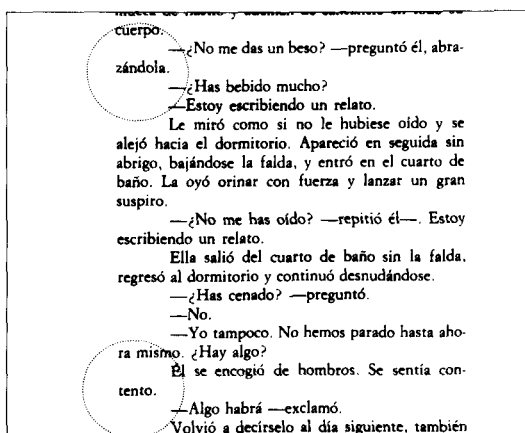 cuerpo.
—¿No me das un beso? —preguntó él, abra-
zándola.
—¿Has bebido mucho?
—Estoy escribiendo un relato.
Le miró como si no le hubiese oído y se
alejó hacia el dormitorio. Apareció en seguida sin
abrigo, bajándose la falda, y entró en el cuarto de
baño. La oyó orinar con fuerza y lanzar un gran
suspiro.
—¿No me has oído? —repitió él—. Estoy
escribiendo un relato.
Ella salió del cuarto de baño sin la falda,
regresó al dormitorio y continuó desnudándose.
—¿Has cenado? —preguntó.
—No.
—Yo tampoco. No hemos parado hasta aho-
ra mismo. ¿Hay algo?
Él se encogió de hombros. Se sentía con-
tento.
—Algo habrá —exclamó.
Volvió a decírselo al día siguiente, también